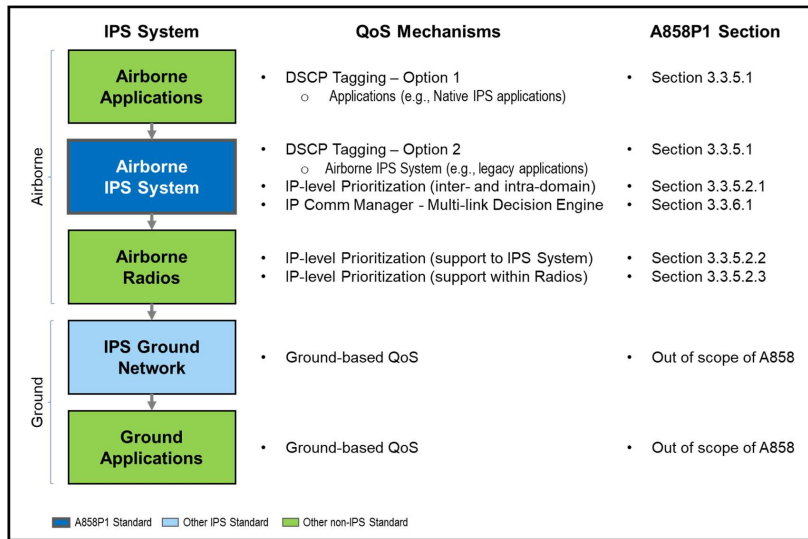 IPS System QoS Mechanisms A858P1 Section
Airborne
Airborne
Applications
• DSCP Tagging – Option 1 • Section 3.3.5.1
o Applications (e.g., Native IPS applications)
Airborne
IPS System
• DSCP Tagging – Option 2 • Section 3.3.5.1
o Airborne IPS System (e.g., legacy applications)
• IP-level Prioritization (inter- and intra-domain) • Section 3.3.5.2.1
• IP Comm Manager - Multi-link Decision Engine • Section 3.3.6.1
Airborne
Radios
• IP-level Prioritization (support to IPS System) • Section 3.3.5.2.2
• IP-level Prioritization (support within Radios) • Section 3.3.5.2.3
Ground
IPS Ground
Network
• Ground-based QoS • Out of scope of A858
Ground
Applications
• Ground-based QoS • Out of scope of A858
A858P1 Standard Other IPS Standard Other non-IPS Standard